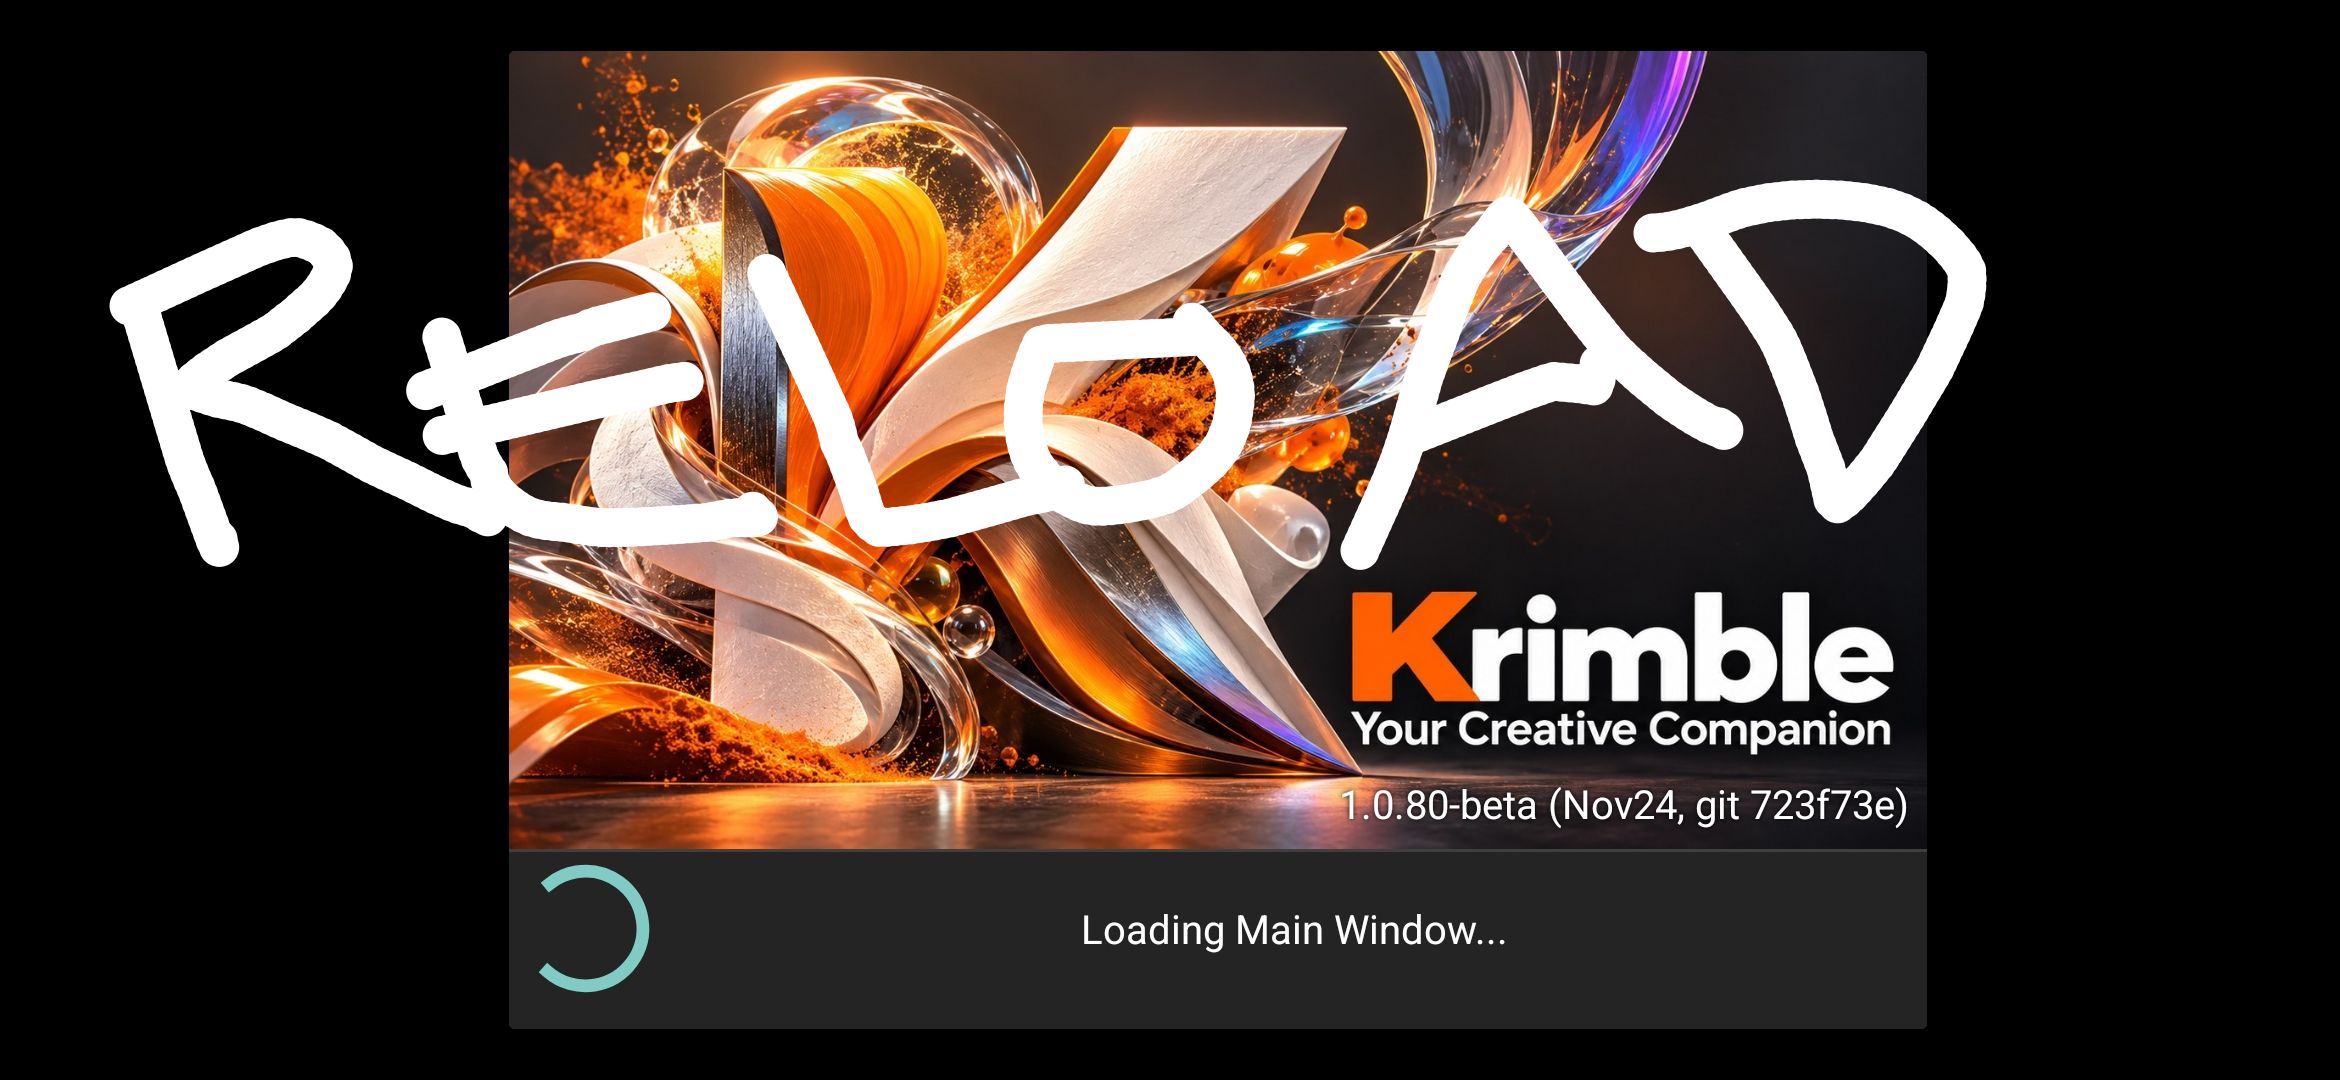 RELOAD
Krimble
Your Creative Companion
1.0.80-beta (Nov24, git 723f73e)
Loading Main Window...